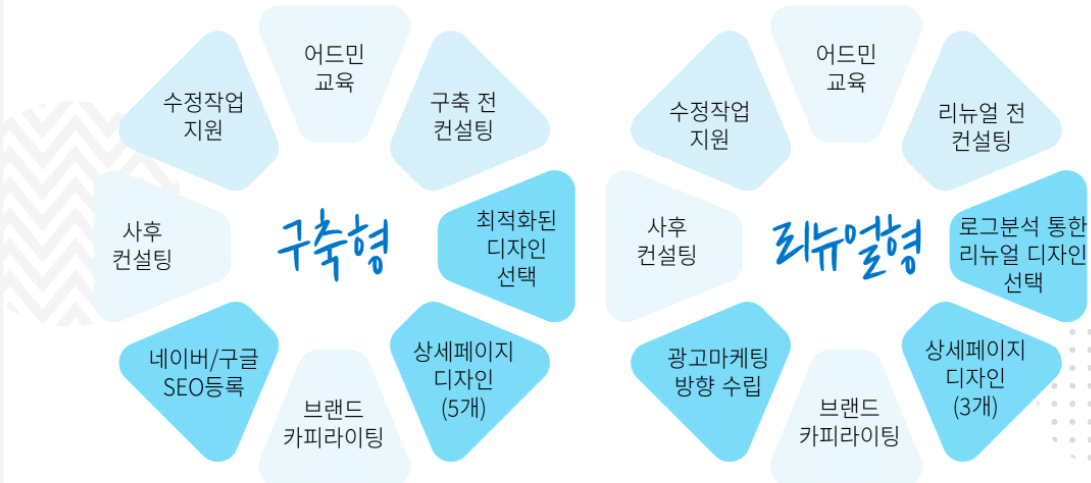 어드민
교육
구축 전
컨설팅
최적화된
디자인
선택
상세페이지
디자인
(5개)
브랜드
카피라이팅
네이버/구글
SEO등록
사후
컨설팅
수정작업
지원
구축형
어드민
교육
리뉴얼 전
컨설팅
로그분석 통한
리뉴얼 디자인
선택
상세페이지
디자인
(3개)
브랜드
카피라이팅
광고마케팅
방향 수립
사후
컨설팅
수정작업
지원
리뉴얼형